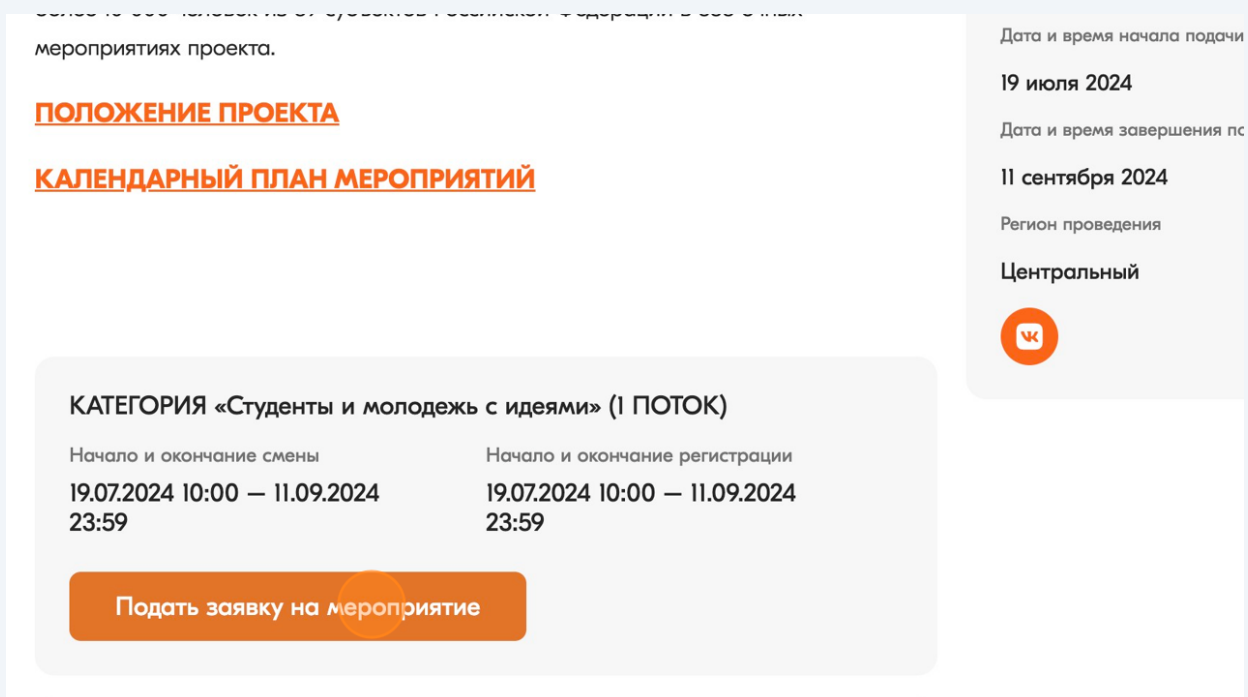 мероприятиях проекта.
ПОЛОЖЕНИЕ ПРОЕКТА
КАЛЕНДАРНЫЙ ПЛАН МЕРОПРИЯТИЙ
КАТЕГОРИЯ «Студенты и молодежь с идеями» (1 ПОТОК)
Начало и окончание смены
19.07.2024 10:00 — 11.09.2024
23:59
Начало и окончание регистрации
19.07.2024 10:00 — 11.09.2024
23:59
Подать заявку на мероприятие
Дата и время начала подачи
19 июля 2024
Дата и время завершения
11 сентября 2024
Регион проведения
Центральный